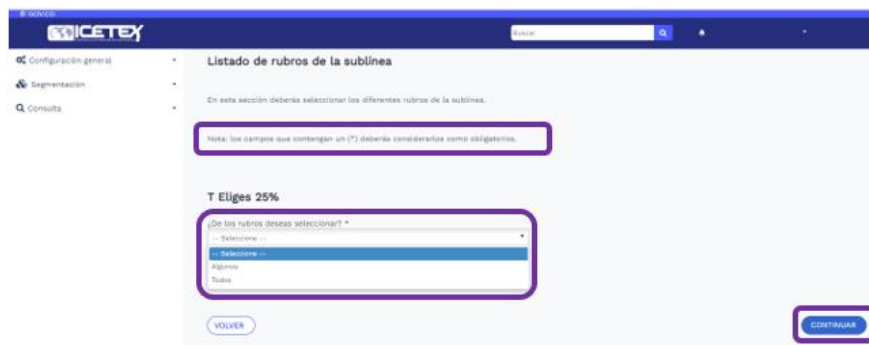 GOV.CO
ICETEX
Buscar
Configuración general
Segmentación
Consulta
Listado de rubros de la sublínea
En esta sección deberás seleccionar los diferentes rubros de la sublínea.
Nota: los campos que contengan un (*) deberás considerarlos como obligatorios.
T Eliges 25%
¿De los rubros deseas seleccionar? *
-- Seleccione --
-- Seleccione --
Algunos
Todos
VOLVER
CONTINUAR